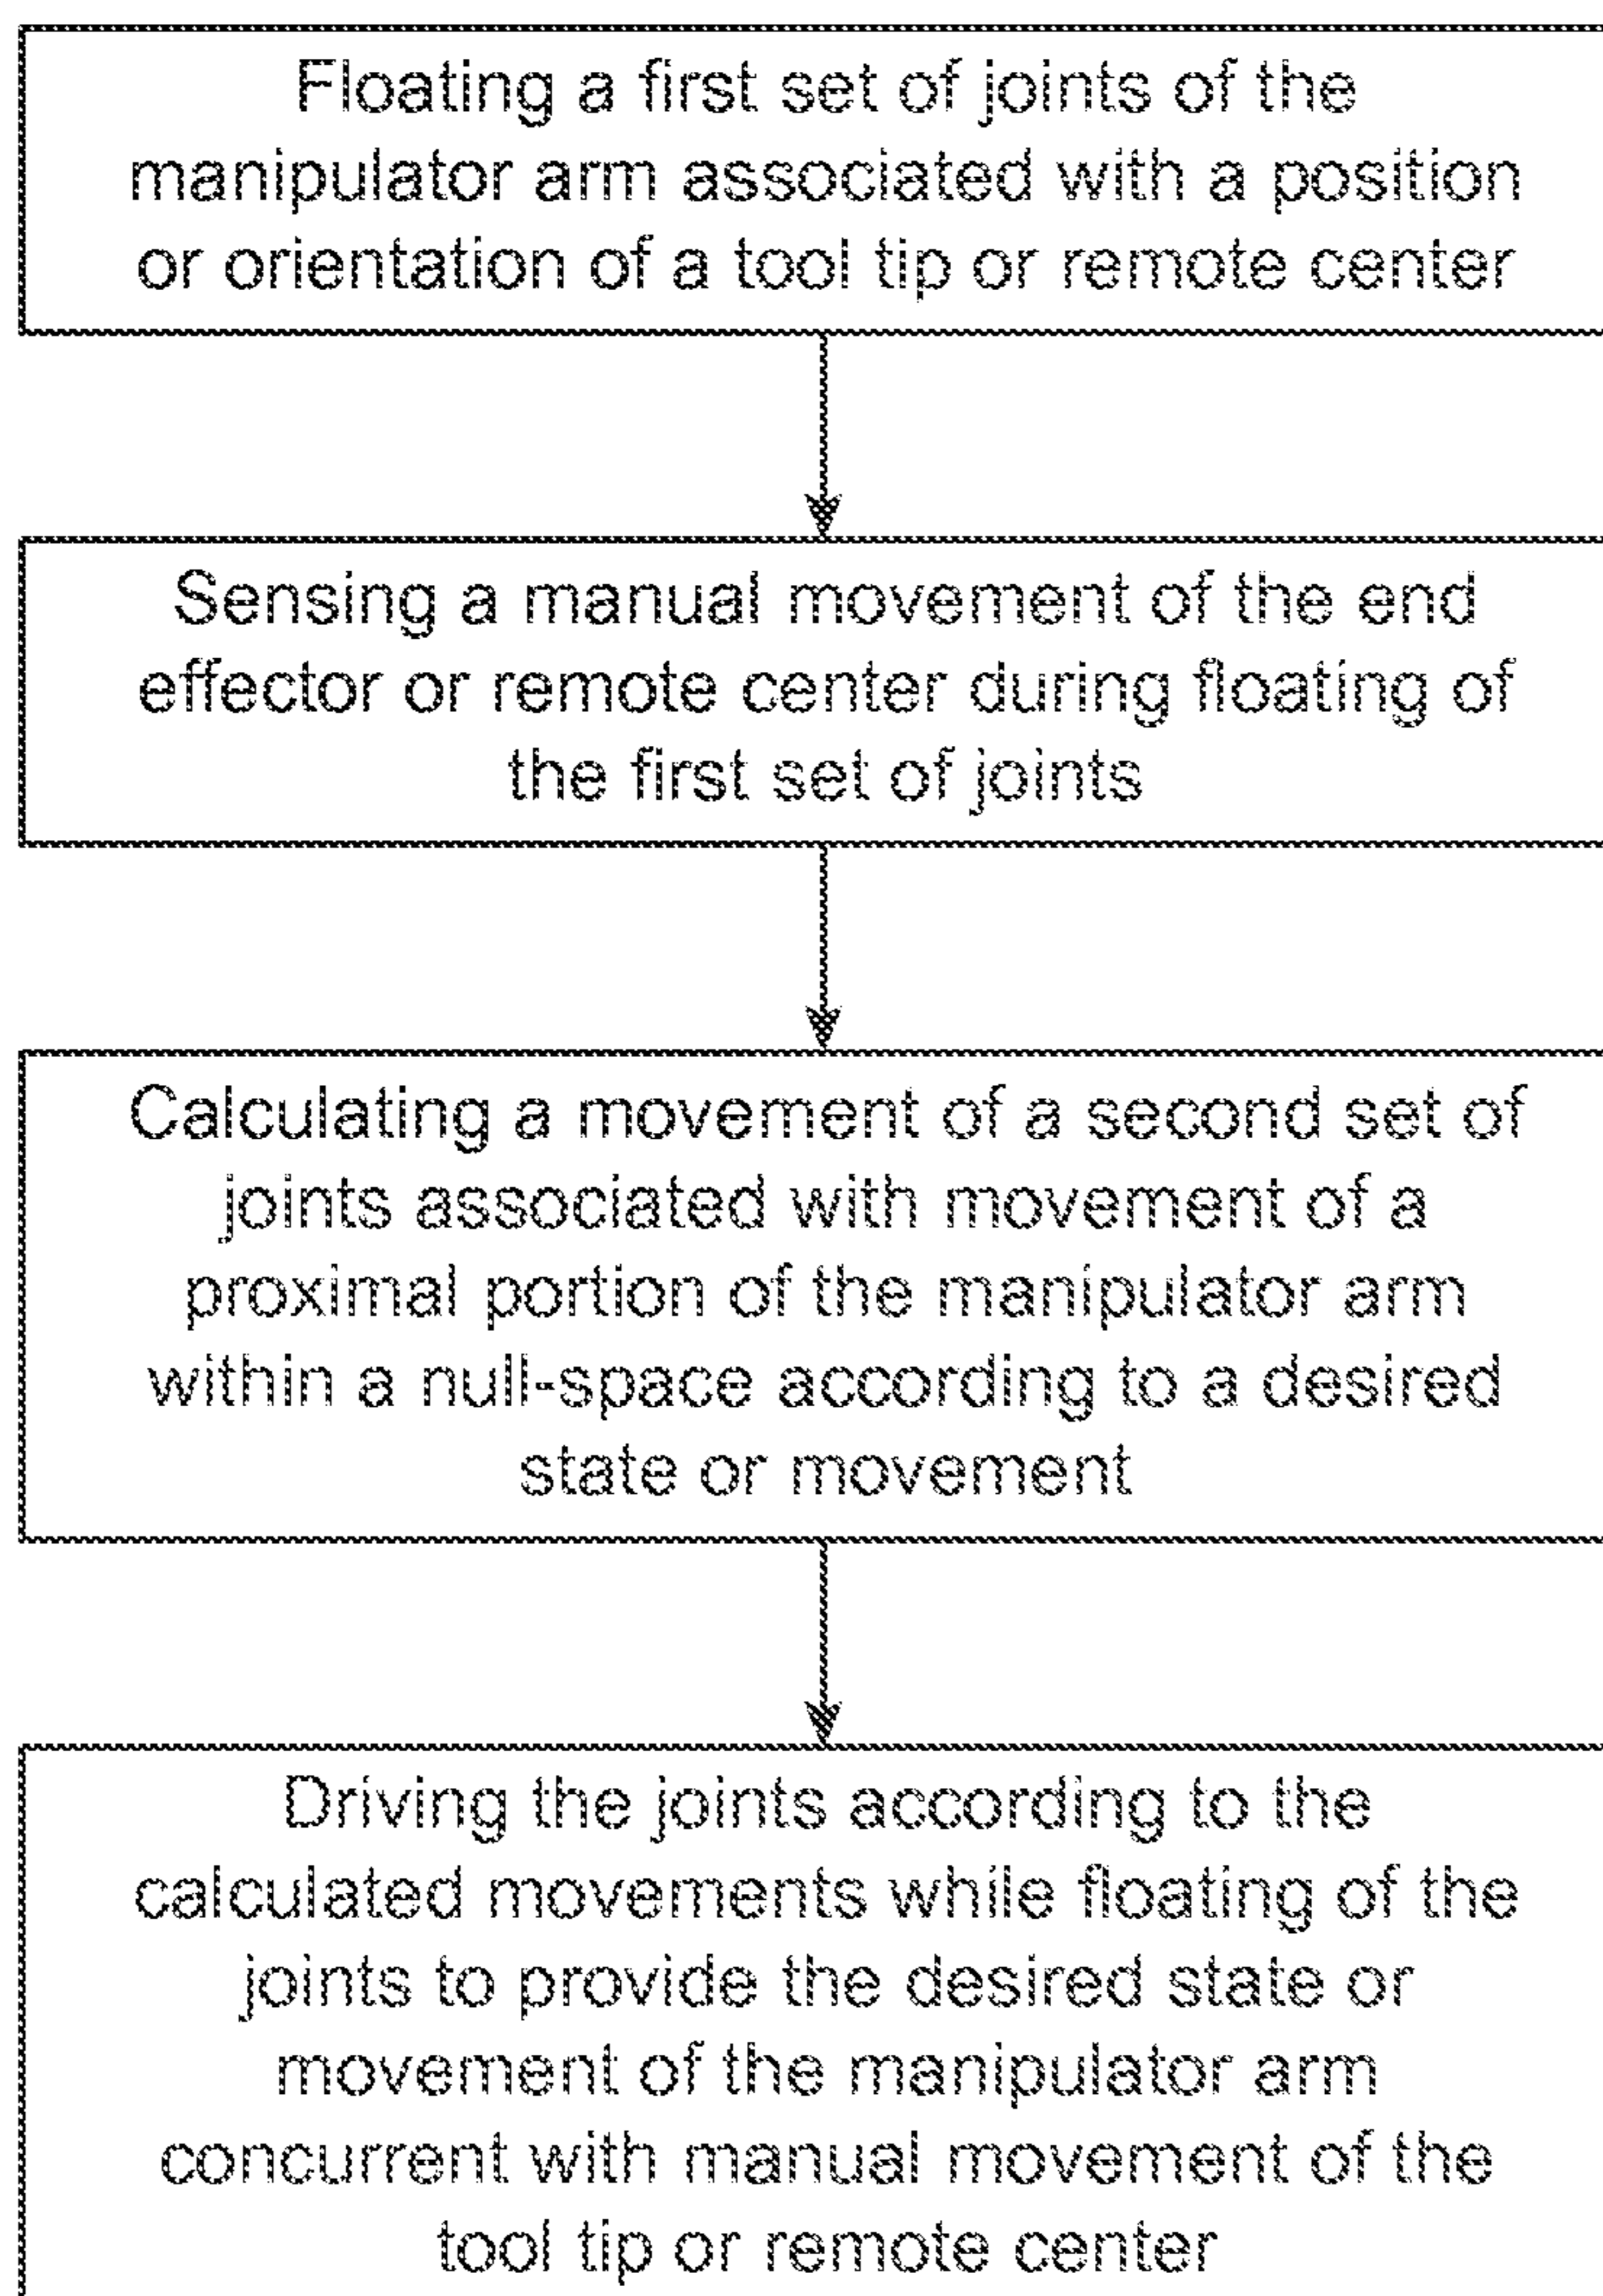 Floating a first set of joints of the
manipulator arm associated with a position
or orientation of a tool tip or remote center
Sensing a manual movement of the end
effector or remote center during floating of
the first set of joints
Calculating a movement of a second set of
joints associated with movement of a
proximal portion of the manipulator arm
within a null-space according to a desired
state or movement
Driving the joints according to the
calculated movements while floating of the
joints to provide the desired state or
movement of the manipulator arm
concurrent with manual movement of the
tool tip or remote center